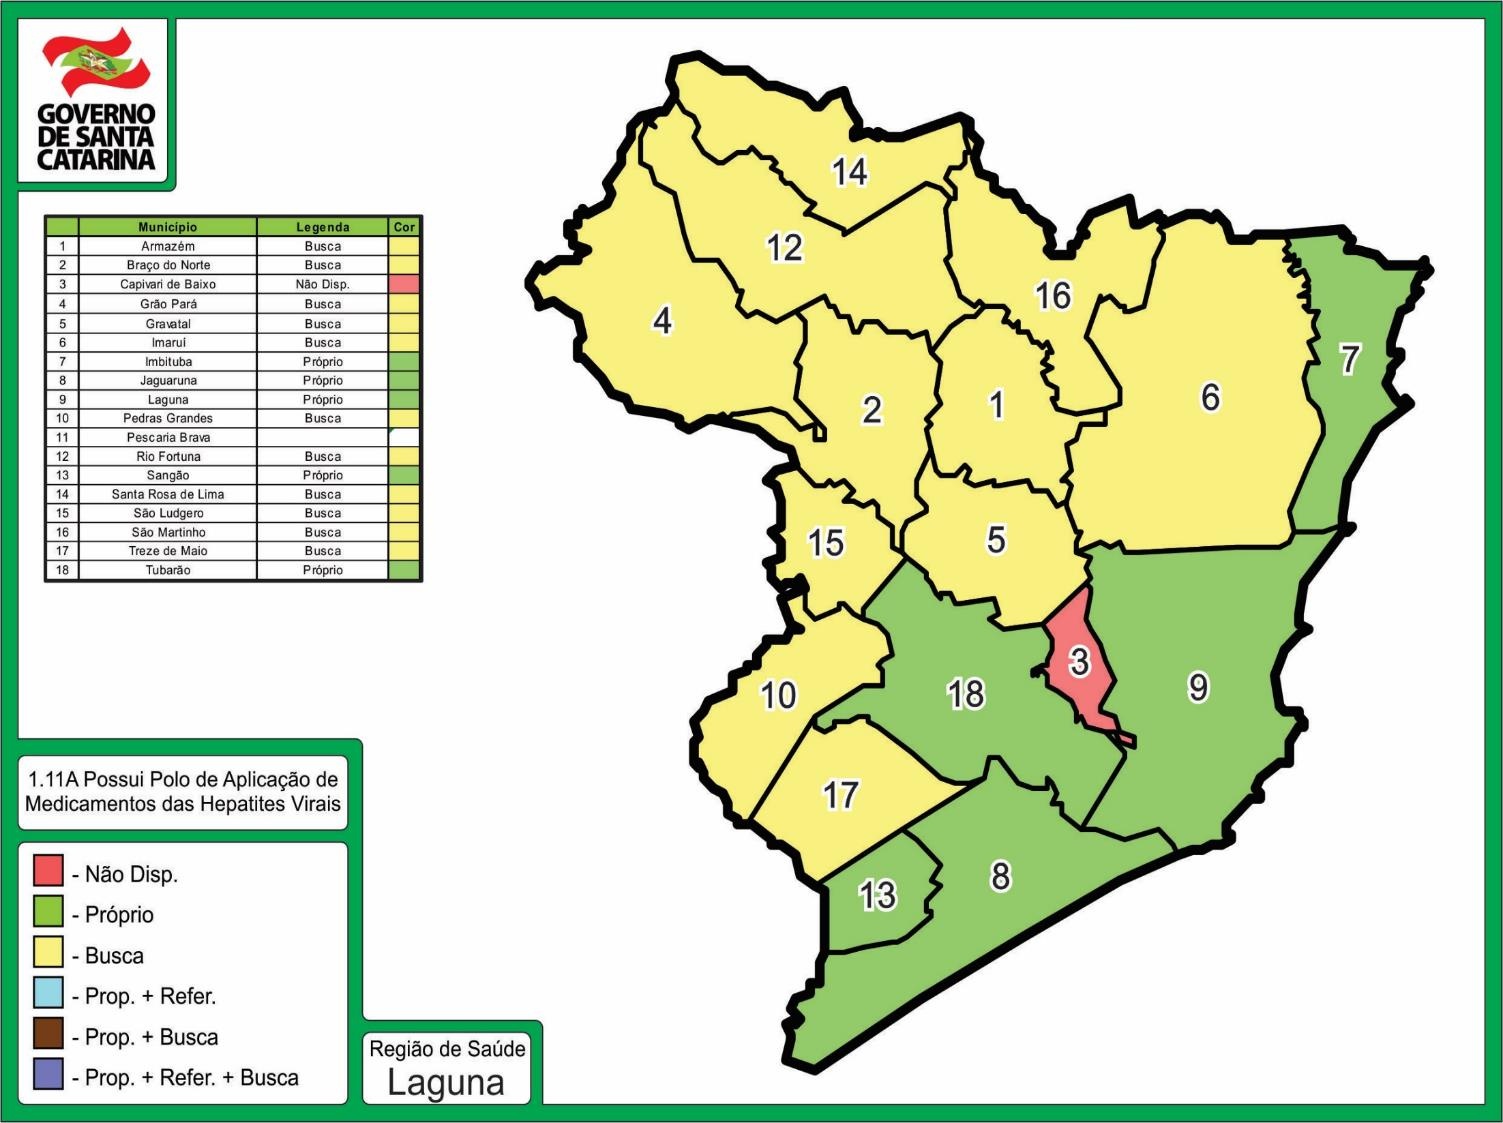 GOVERNO
DE SANTA
CATARINA
Município Legenda Cor
1 Armazém Busca
2 Braço do Norte Busca
3 Capivari de Baixo Não Disp.
4 Grão Pará Busca
5 Gravatal Busca
6 Imaruí Busca
7 Imbituba Próprio
8 Jaguaruna Próprio
9 Laguna Próprio
10 Pedras Grandes Busca
11 Pescaria Brava
12 Rio Fortuna Busca
13 Sangão Próprio
14 Santa Rosa de Lima Busca
15 São Ludgero Busca
16 São Martinho Busca
17 Treze de Maio Busca
18 Tubarão Próprio
14
12
16
4
7
6
2
1
15
5
3
10
18
9
17
8
13
1.11A Possui Polo de Aplicação de
Medicamentos das Hepatites Virais
- Não Disp.
- Próprio
- Busca
- Prop. + Refer.
- Prop. + Busca
- Prop. + Refer. + Busca
Região de Saúde
Laguna